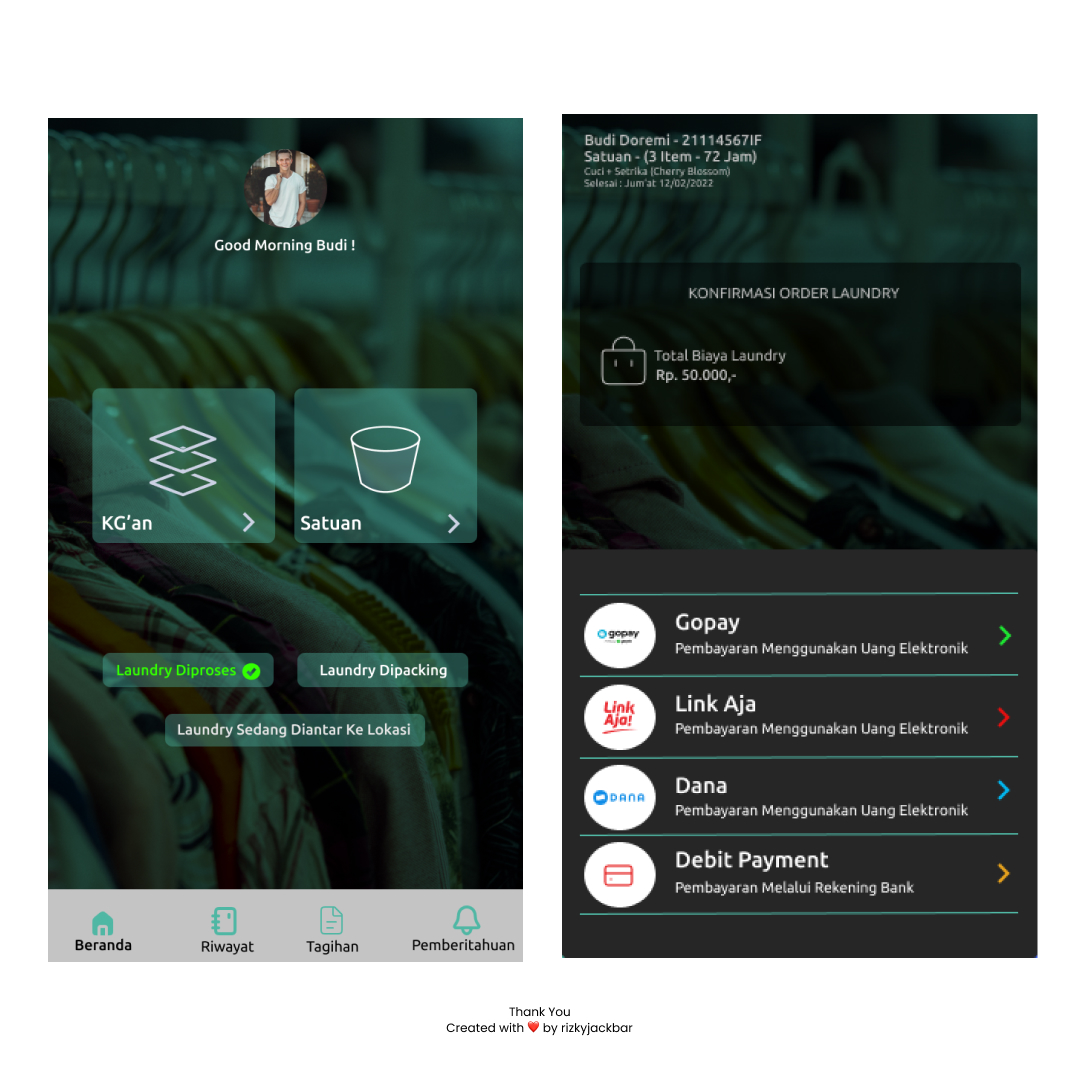 Good Morning Budi !
KG'an
Satuan
Laundry Diproses
Laundry Dipacking
Laundry Sedang Diantar Ke Lokasi
Beranda
Riwayat
Tagihan
Pemberitahuan
Budi Doremi - 21114567IF
Satuan - (3 Item - 72 Jam)
Cuci + Setrika (Cherry Blossom)
Selesai : Jum'at 12/02/2022
KONFIRMASI ORDER LAUNDRY
Total Biaya Laundry
Rp. 50.000,-
gopay
Gopay
Pembayaran Menggunakan Uang Elektronik
Link
Aja!
Link Aja
Pembayaran Menggunakan Uang Elektronik
DANA
Dana
Pembayaran Menggunakan Uang Elektronik
Debit Payment
Pembayaran Melalui Rekening Bank
Thank You
Created with ❤️ by rizkyjackbar